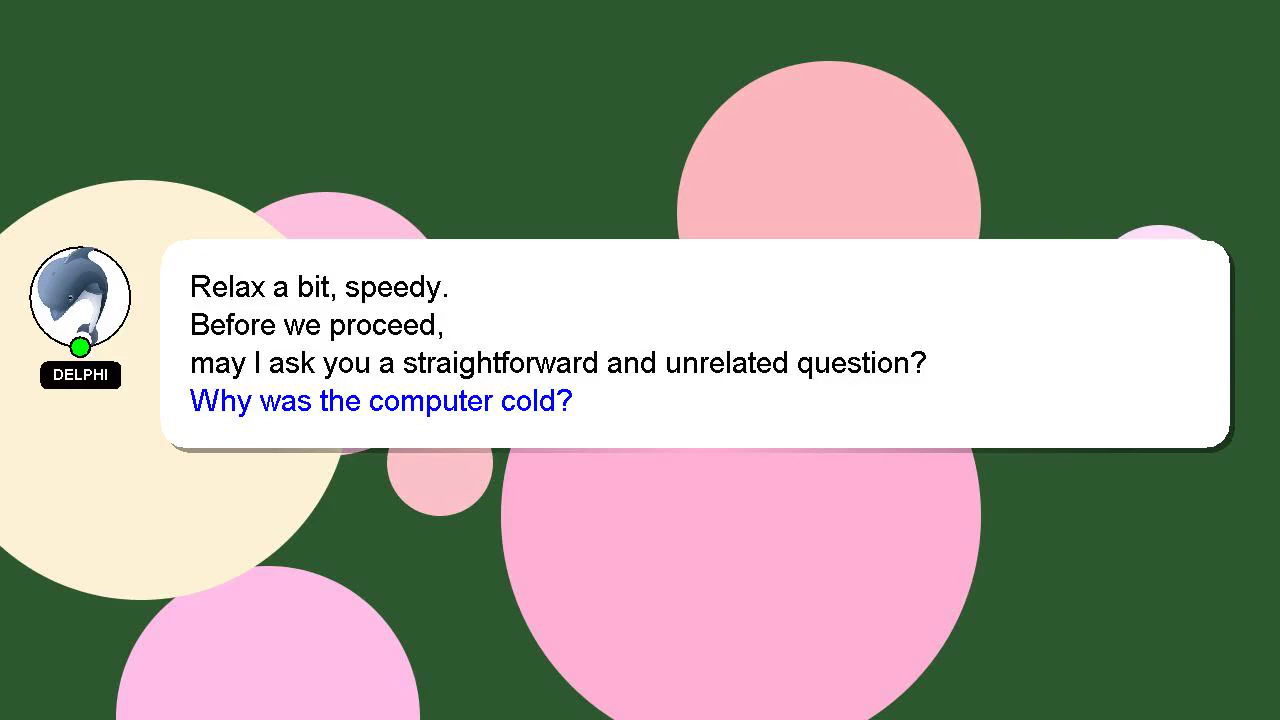 Relax a bit, speedy.
Before we proceed,
may I ask you a straightforward and unrelated question?
Why was the computer cold?
DELPHI